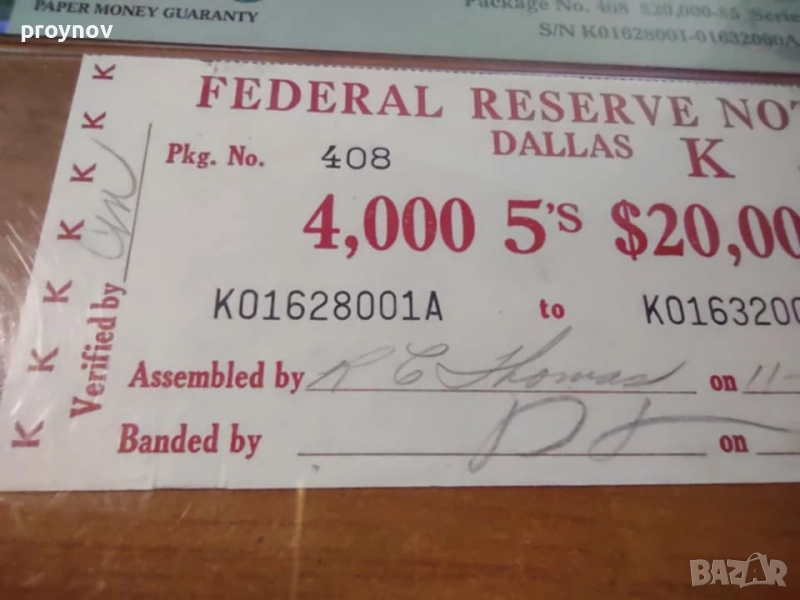 PAPER MONEY GUARANTY
proynov
Package No. 408 $20,000-$5 Series
S/N K01628001-01632000A
FEDERAL RESERVE NOT
Pkg. No. 408
DALLAS K
4,000 5'S $20,00
K01628001A to K0163200
Verified by
K K K K K K K K
Assembled by R C Thomas on 11-
Banded by on
BAZAR